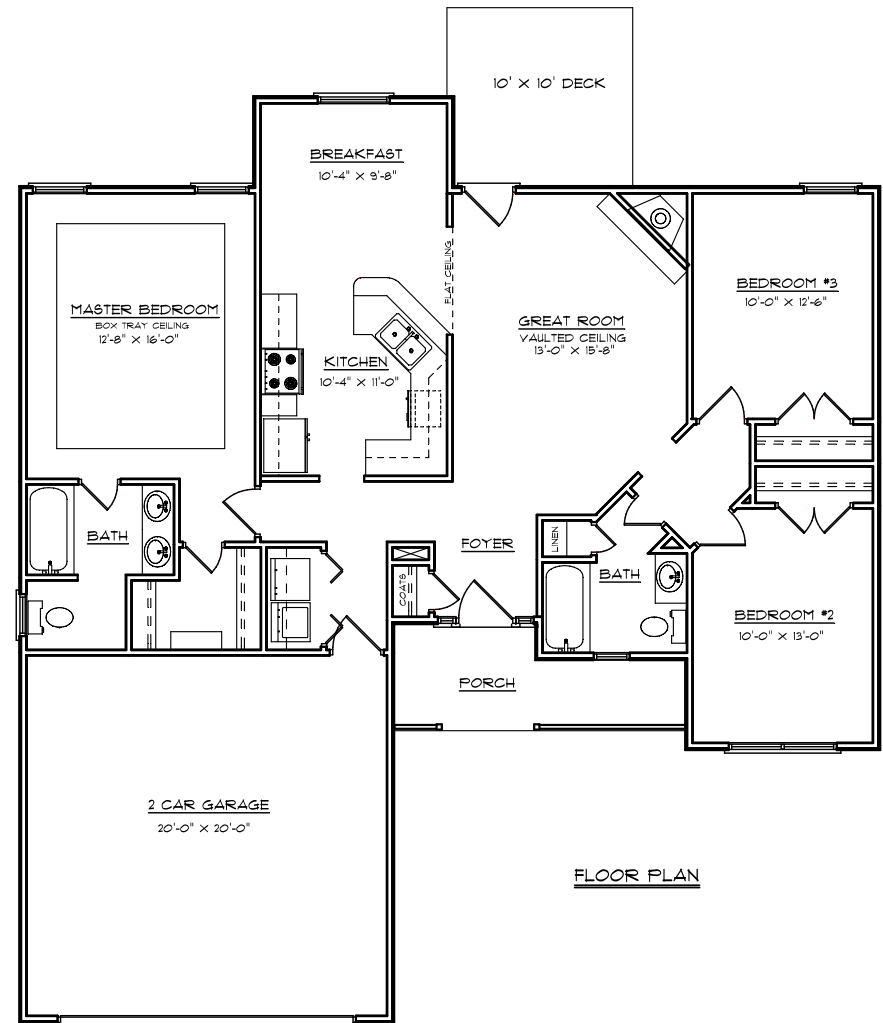 10' X 10' DECK
BREAKFAST
10'-4" X 9'-8"
FLAT CEILING
MASTER BEDROOM
BOX TRAY CEILING
12'-8" X 16'-0"
KITCHEN
10'-4" X 11'-0"
GREAT ROOM
VAULTED CEILING
13'-0" X 15'-8"
BEDROOM #3
10'-0" X 12'-6"
BATH
FOYER
LINEN
BATH
COATS
BEDROOM #2
10'-0" X 13'-0"
PORCH
2 CAR GARAGE
20'-0" X 20'-0"
FLOOR PLAN